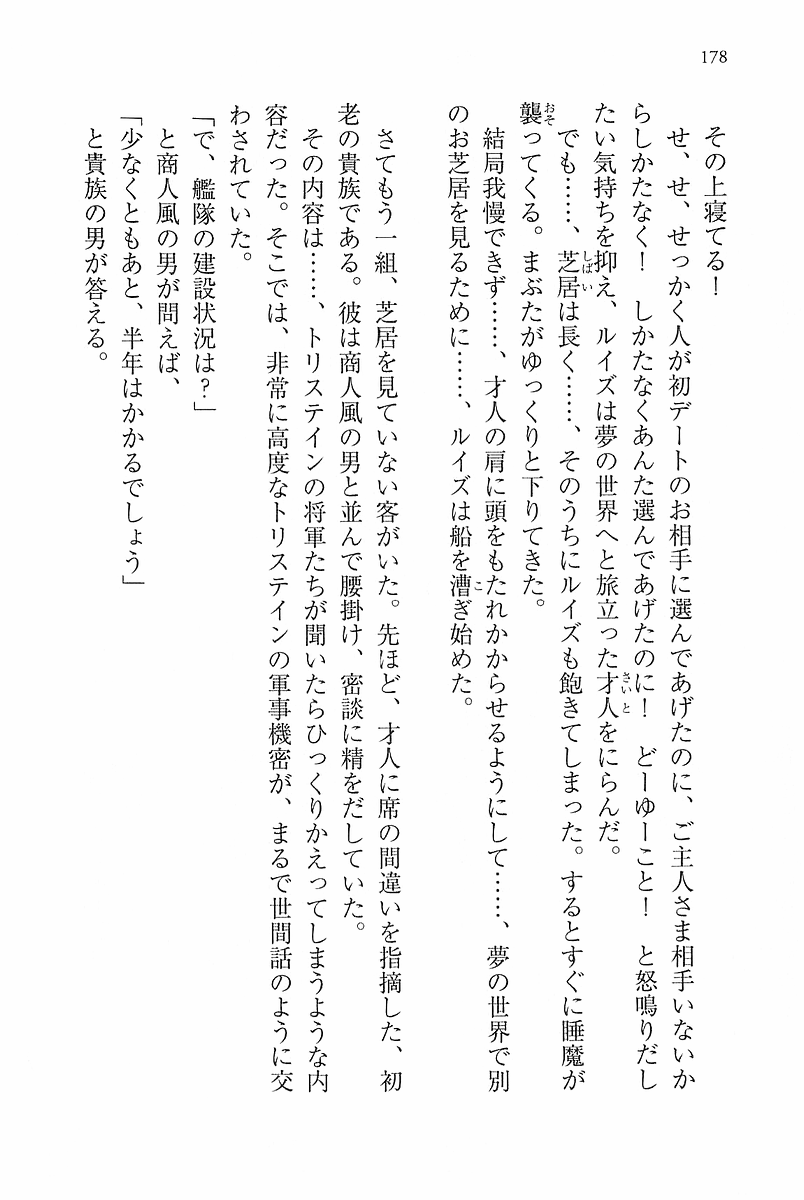 178
その上寝てる！
せ、せ、せっかく人が初デートのお相手に選んであげたのに、ご主人さま相手いないか
らしかたなく！　しかたなくあんた選んであげたのに！　どーゆーこと！　と怒鳴りだし
たい気持ちを抑え、ルイズは夢の世界へと旅立った才人をにらんだ。
でも……、芝居は長く……、そのうちにルイズも飽きてしまった。するとすぐに睡魔が
襲ってくる。まぶたがゆっくりと下りてきた。
結局我慢できず……、才人の肩に頭をもたれかからせるようにして……、夢の世界で別
のお芝居を見るために……、ルイズは船を漕ぎ始めた。
さてもう一組、芝居を見ていない客がいた。先ほど、才人に席の間違いを指摘した、初
老の貴族である。彼は商人風の男と並んで腰掛け、密談に精をだしていた。
その内容は……、トリステインの将軍たちが聞いたらひっくりかえってしまうような内
容だった。そこでは、非常に高度なトリステインの軍事機密が、まるで世間話のように交
わされていた。
「で、艦隊の建設状況は？」
と商人風の男が問えば、
「少なくともあと、半年はかかるでしょう」
と貴族の男が答える。